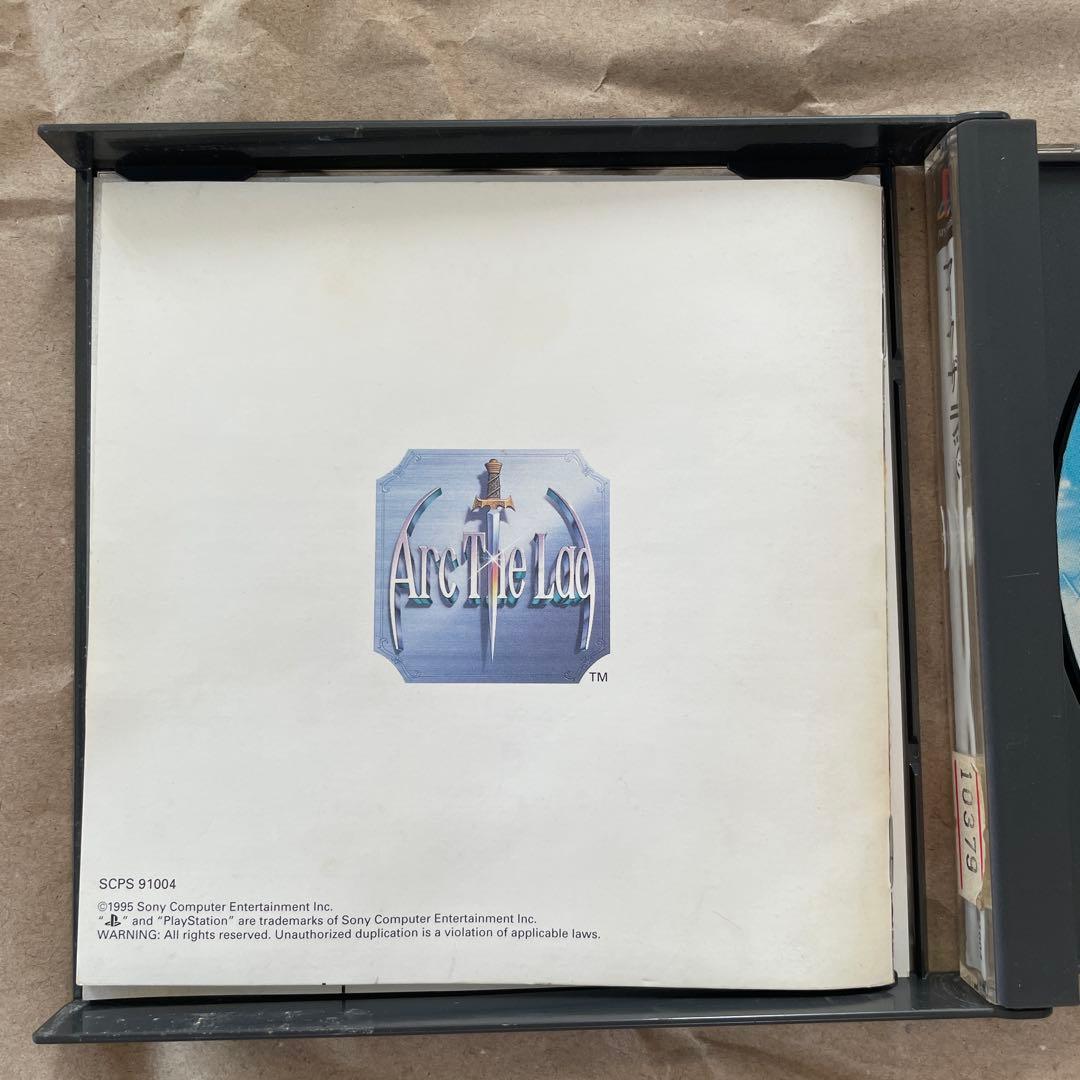 Arc The Lad
TM
SCPS 91004
©1995 Sony Computer Entertainment Inc.
“ ” and “PlayStation” are trademarks of Sony Computer Entertainment Inc.
WARNING: All rights reserved. Unauthorized duplication is a violation of applicable laws.
10379